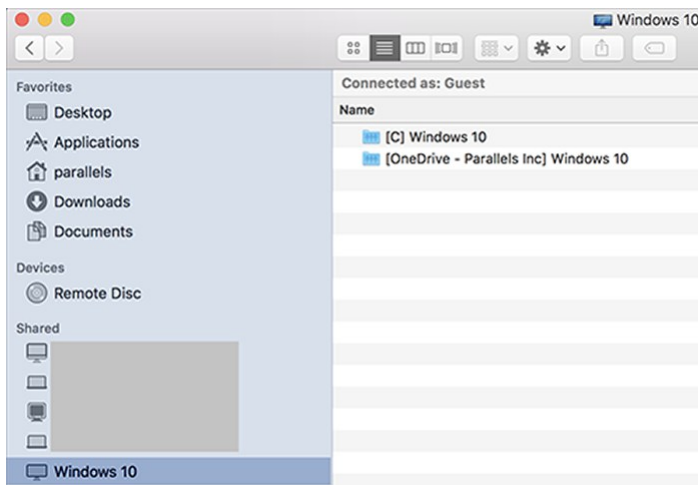 Windows 10
Favorites
Desktop
Applications
parallels
Downloads
Documents
Devices
Remote Disc
Shared
Windows 10
Connected as: Guest
Name
[C] Windows 10
[OneDrive - Parallels Inc] Windows 10